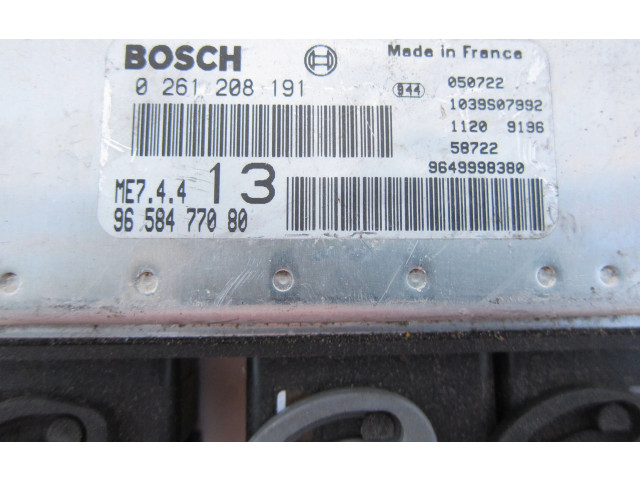 BOSCH
Made in France
0 261 208 191
944 050722
1039S07992
1120 9196
58722
9649998380
ME7.4.4 13
96 584 770 80